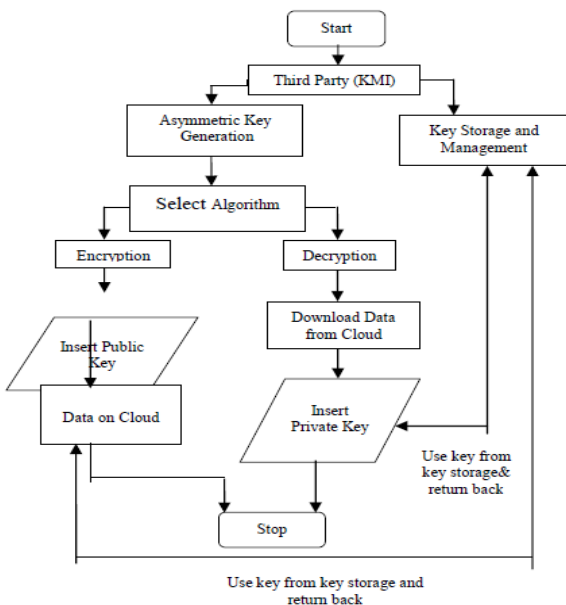 Start
Third Party (KMI)
Asymmetric Key
Generation
Key Storage and
Management
Select Algorithm
Encryption
Decryption
Download Data
from Cloud
Insert Public
Key
Data on Cloud
Insert
Private Key
Use key from
key storage&
return back
Stop
Use key from key storage and
return back